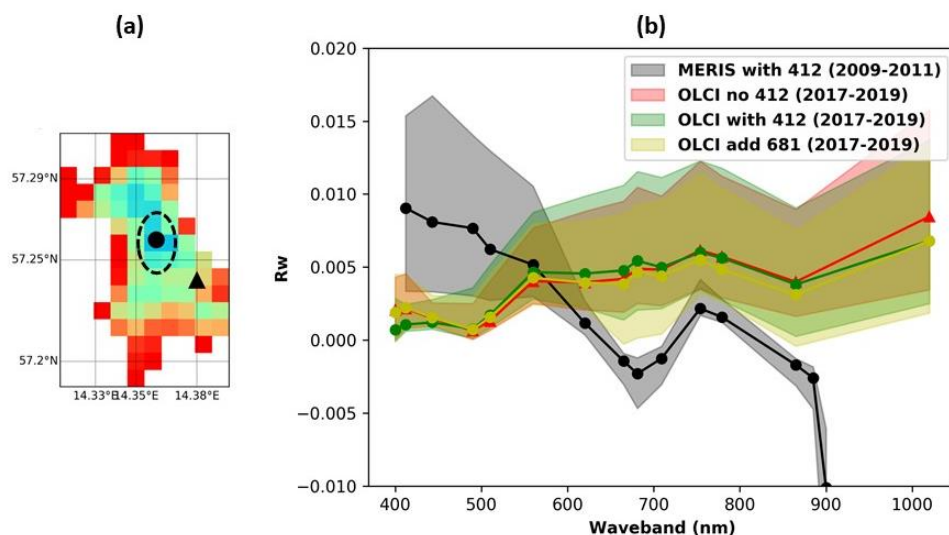 (a)
57.29°N
57.25°N
57.2°N
14.33°E 14.35°E 14.38°E
(b)
0.020
0.015
0.010
0.005
0.000
−0.005
−0.010
Rw
MERIS with 412 (2009-2011)
OLCI no 412 (2017-2019)
OLCI with 412 (2017-2019)
OLCI add 681 (2017-2019)
400 500 600 700 800 900 1000
Waveband (nm)